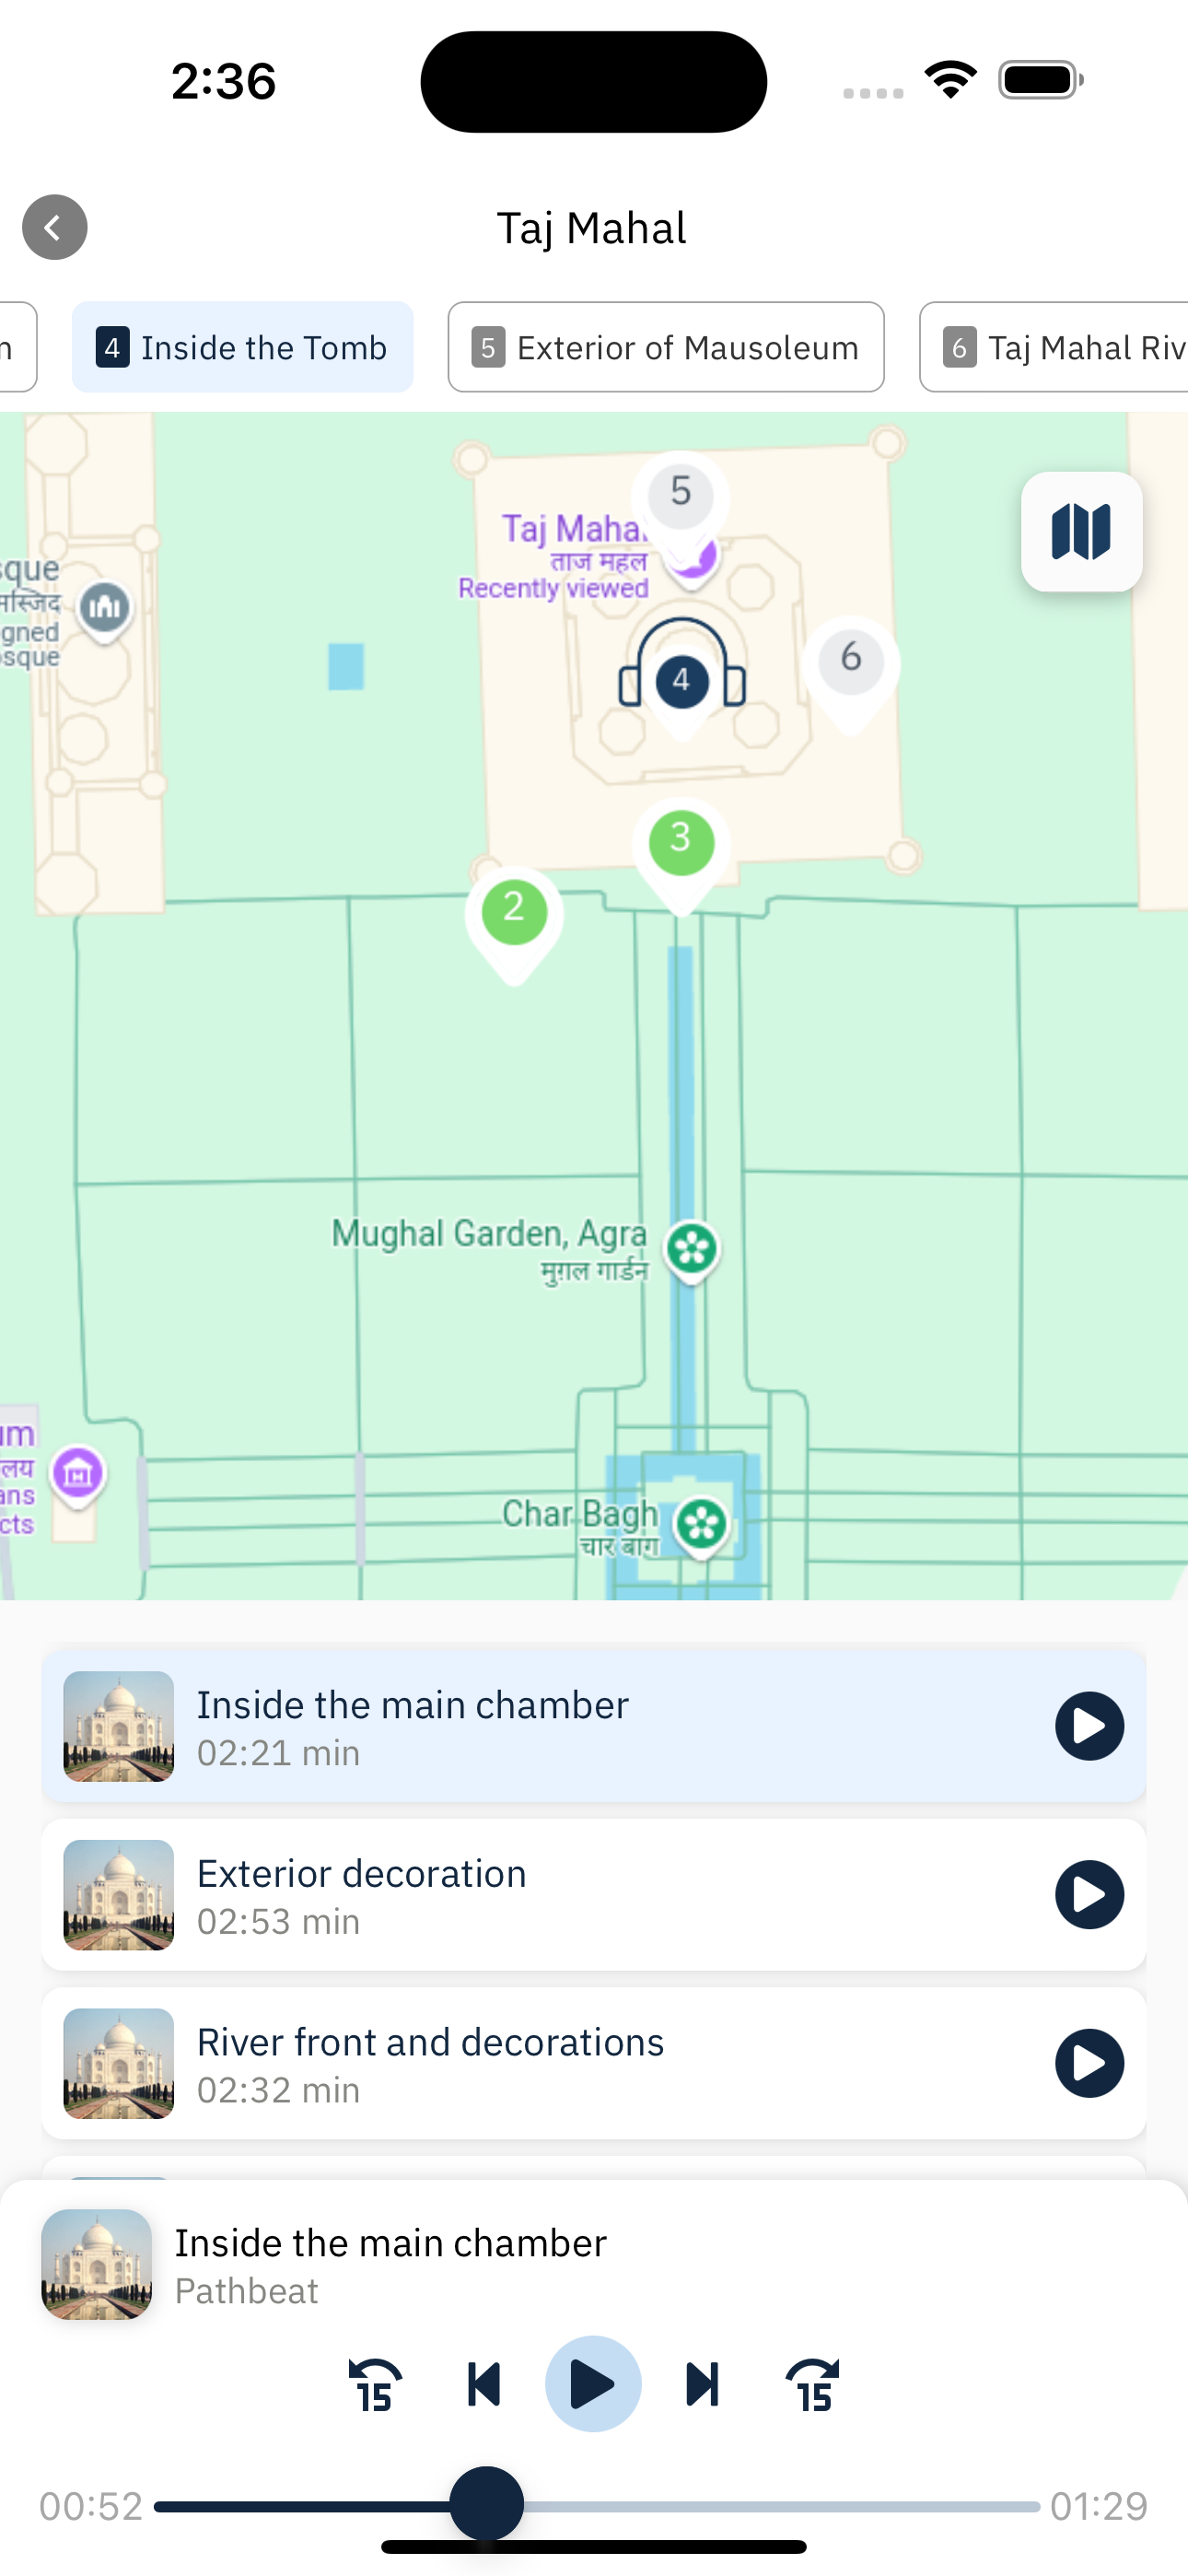 2:36
Taj Mahal
n
4 Inside the Tomb
5 Exterior of Mausoleum
6 Taj Mahal Riv
5
Taj Mahal
ताज महल
Recently viewed
sque
मस्जिद
gned
osque
4
6
3
2
Mughal Garden, Agra
मुग़ल गार्डन
um
लय
ans
cts
Char Bagh
चार बाग
Inside the main chamber
02:21 min
Exterior decoration
02:53 min
River front and decorations
02:32 min
Inside the main chamber
Pathbeat
15
15
00:52
01:29